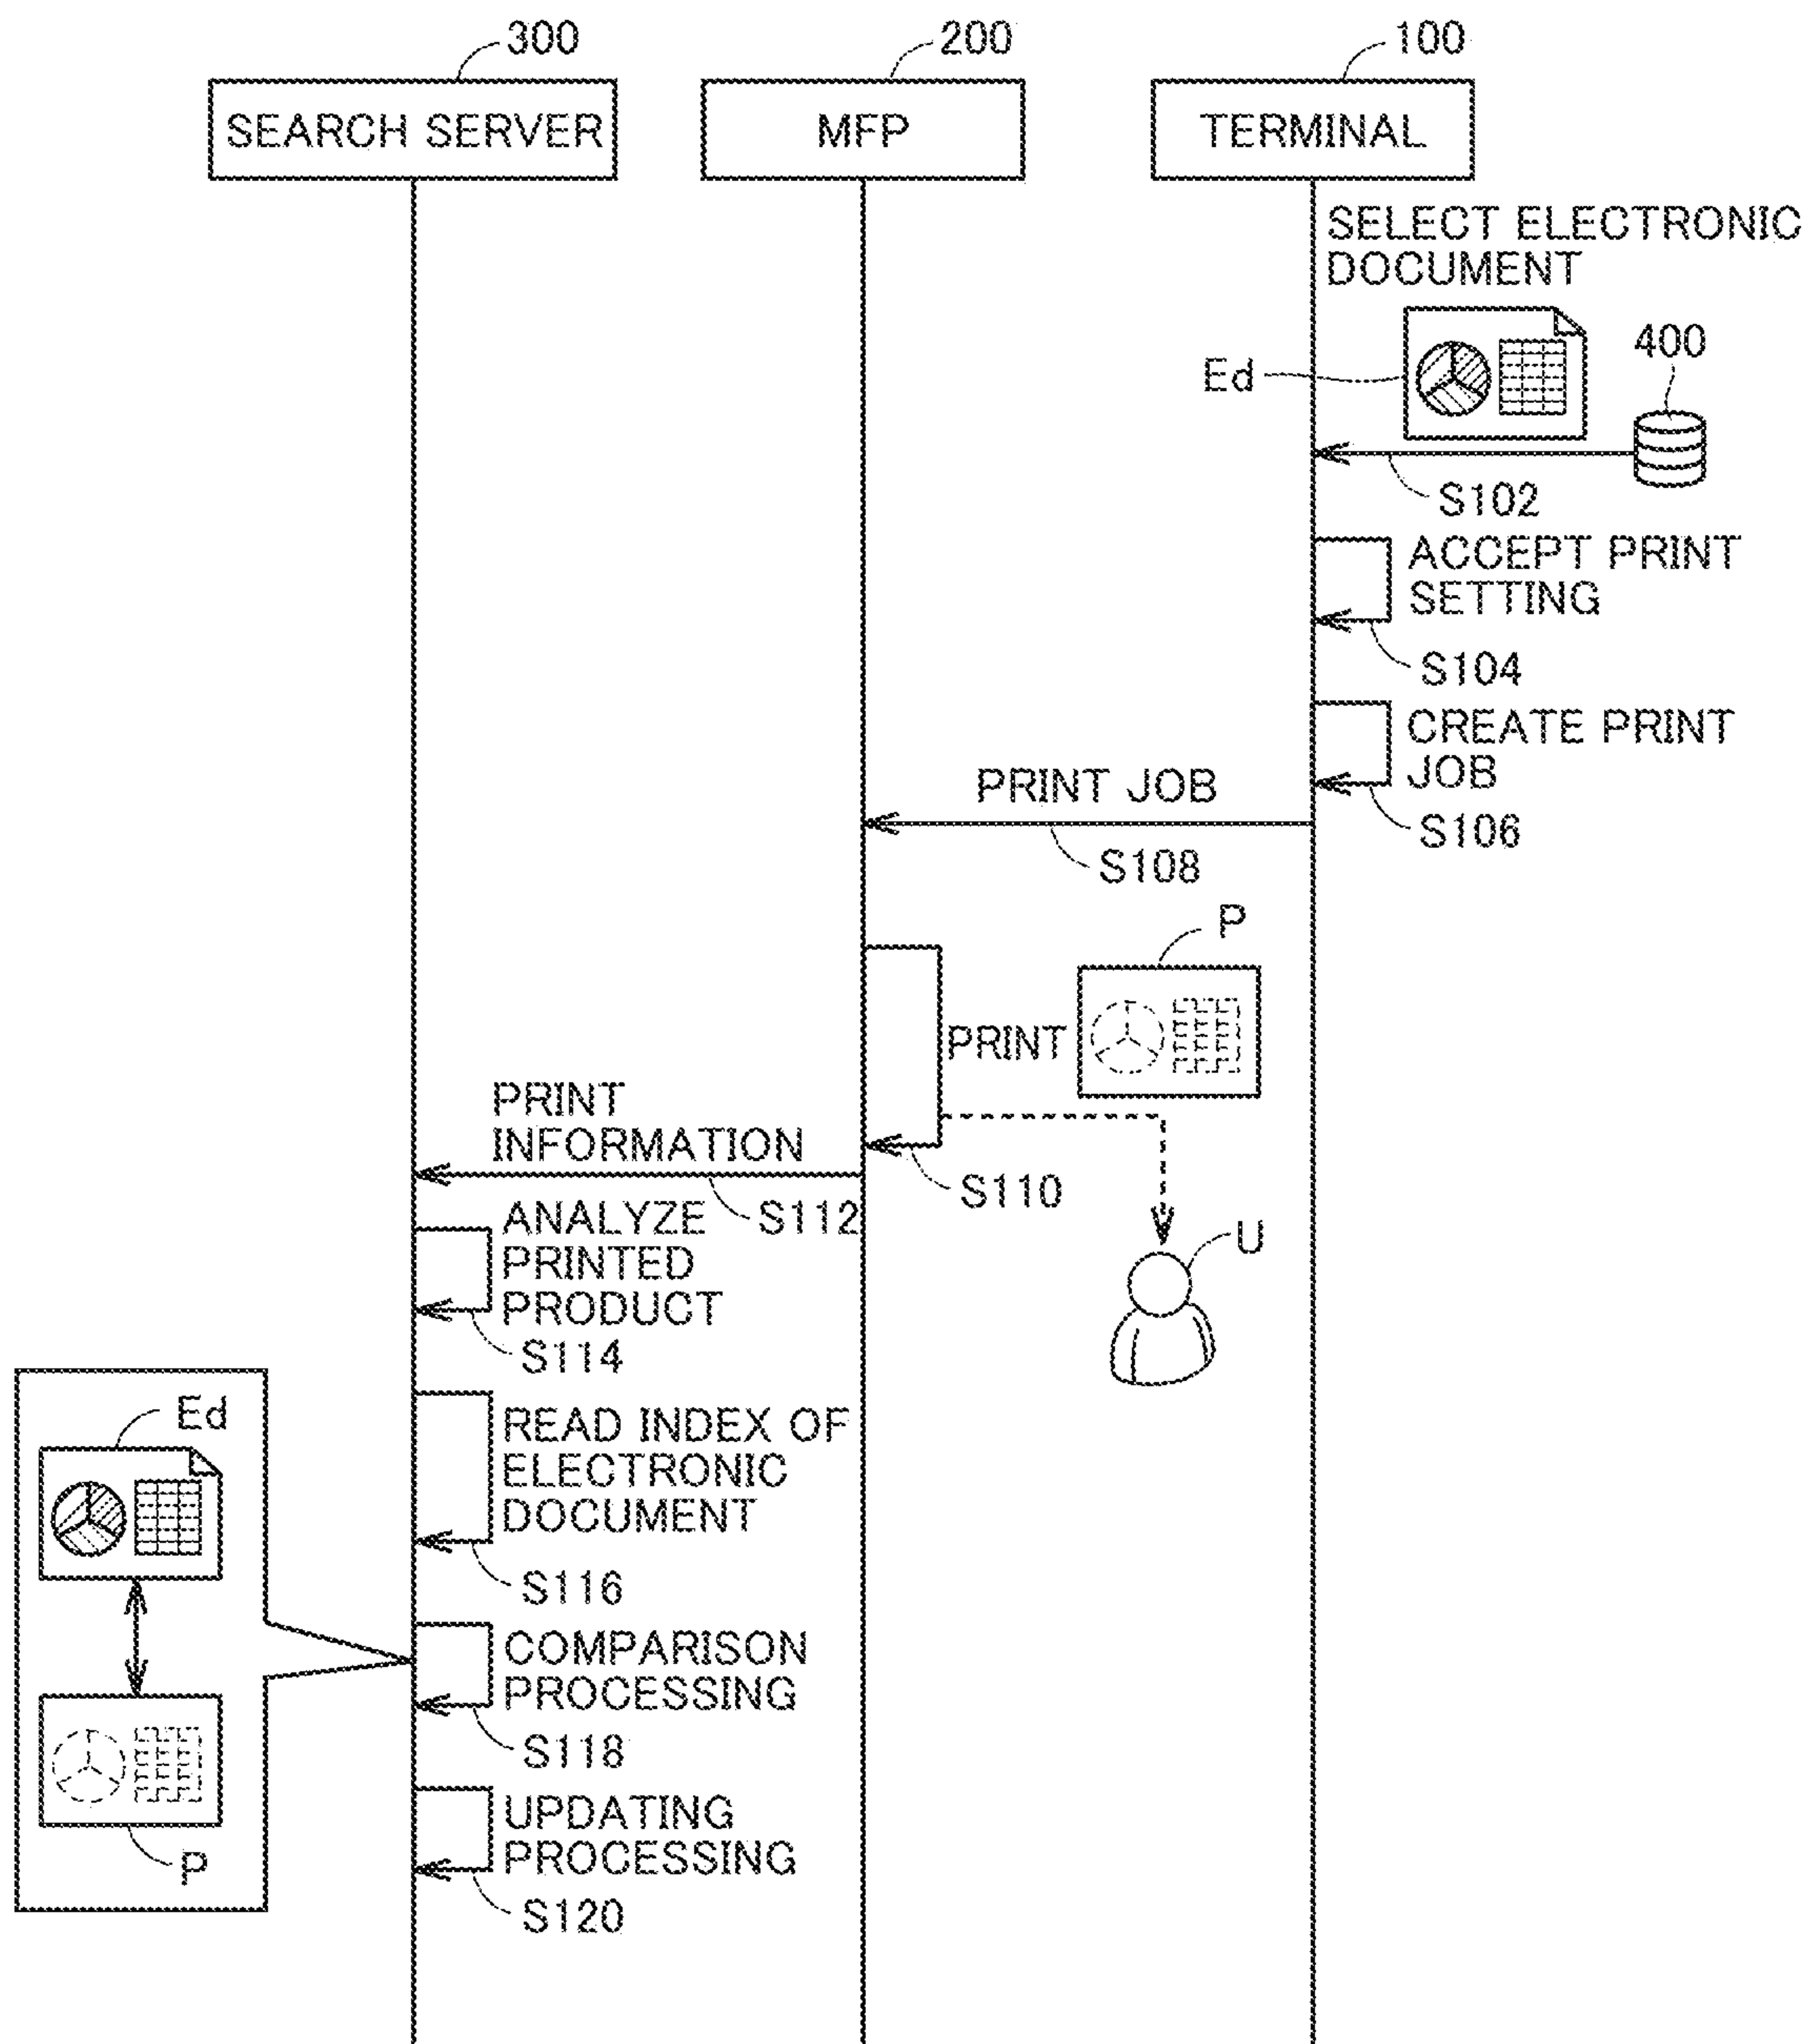 300
200
100
SEARCH SERVER
MFP
TERMINAL
SELECT ELECTRONIC
DOCUMENT
Ed
400
S102
ACCEPT PRINT
SETTING
S104
CREATE PRINT
JOB
S106
PRINT JOB
S108
P
PRINT
S110
PRINT
INFORMATION
S112
U
ANALYZE
PRINTED
PRODUCT
S114
READ INDEX OF
ELECTRONIC
DOCUMENT
S116
Ed
COMPARISON
PROCESSING
S118
P
UPDATING
PROCESSING
S120